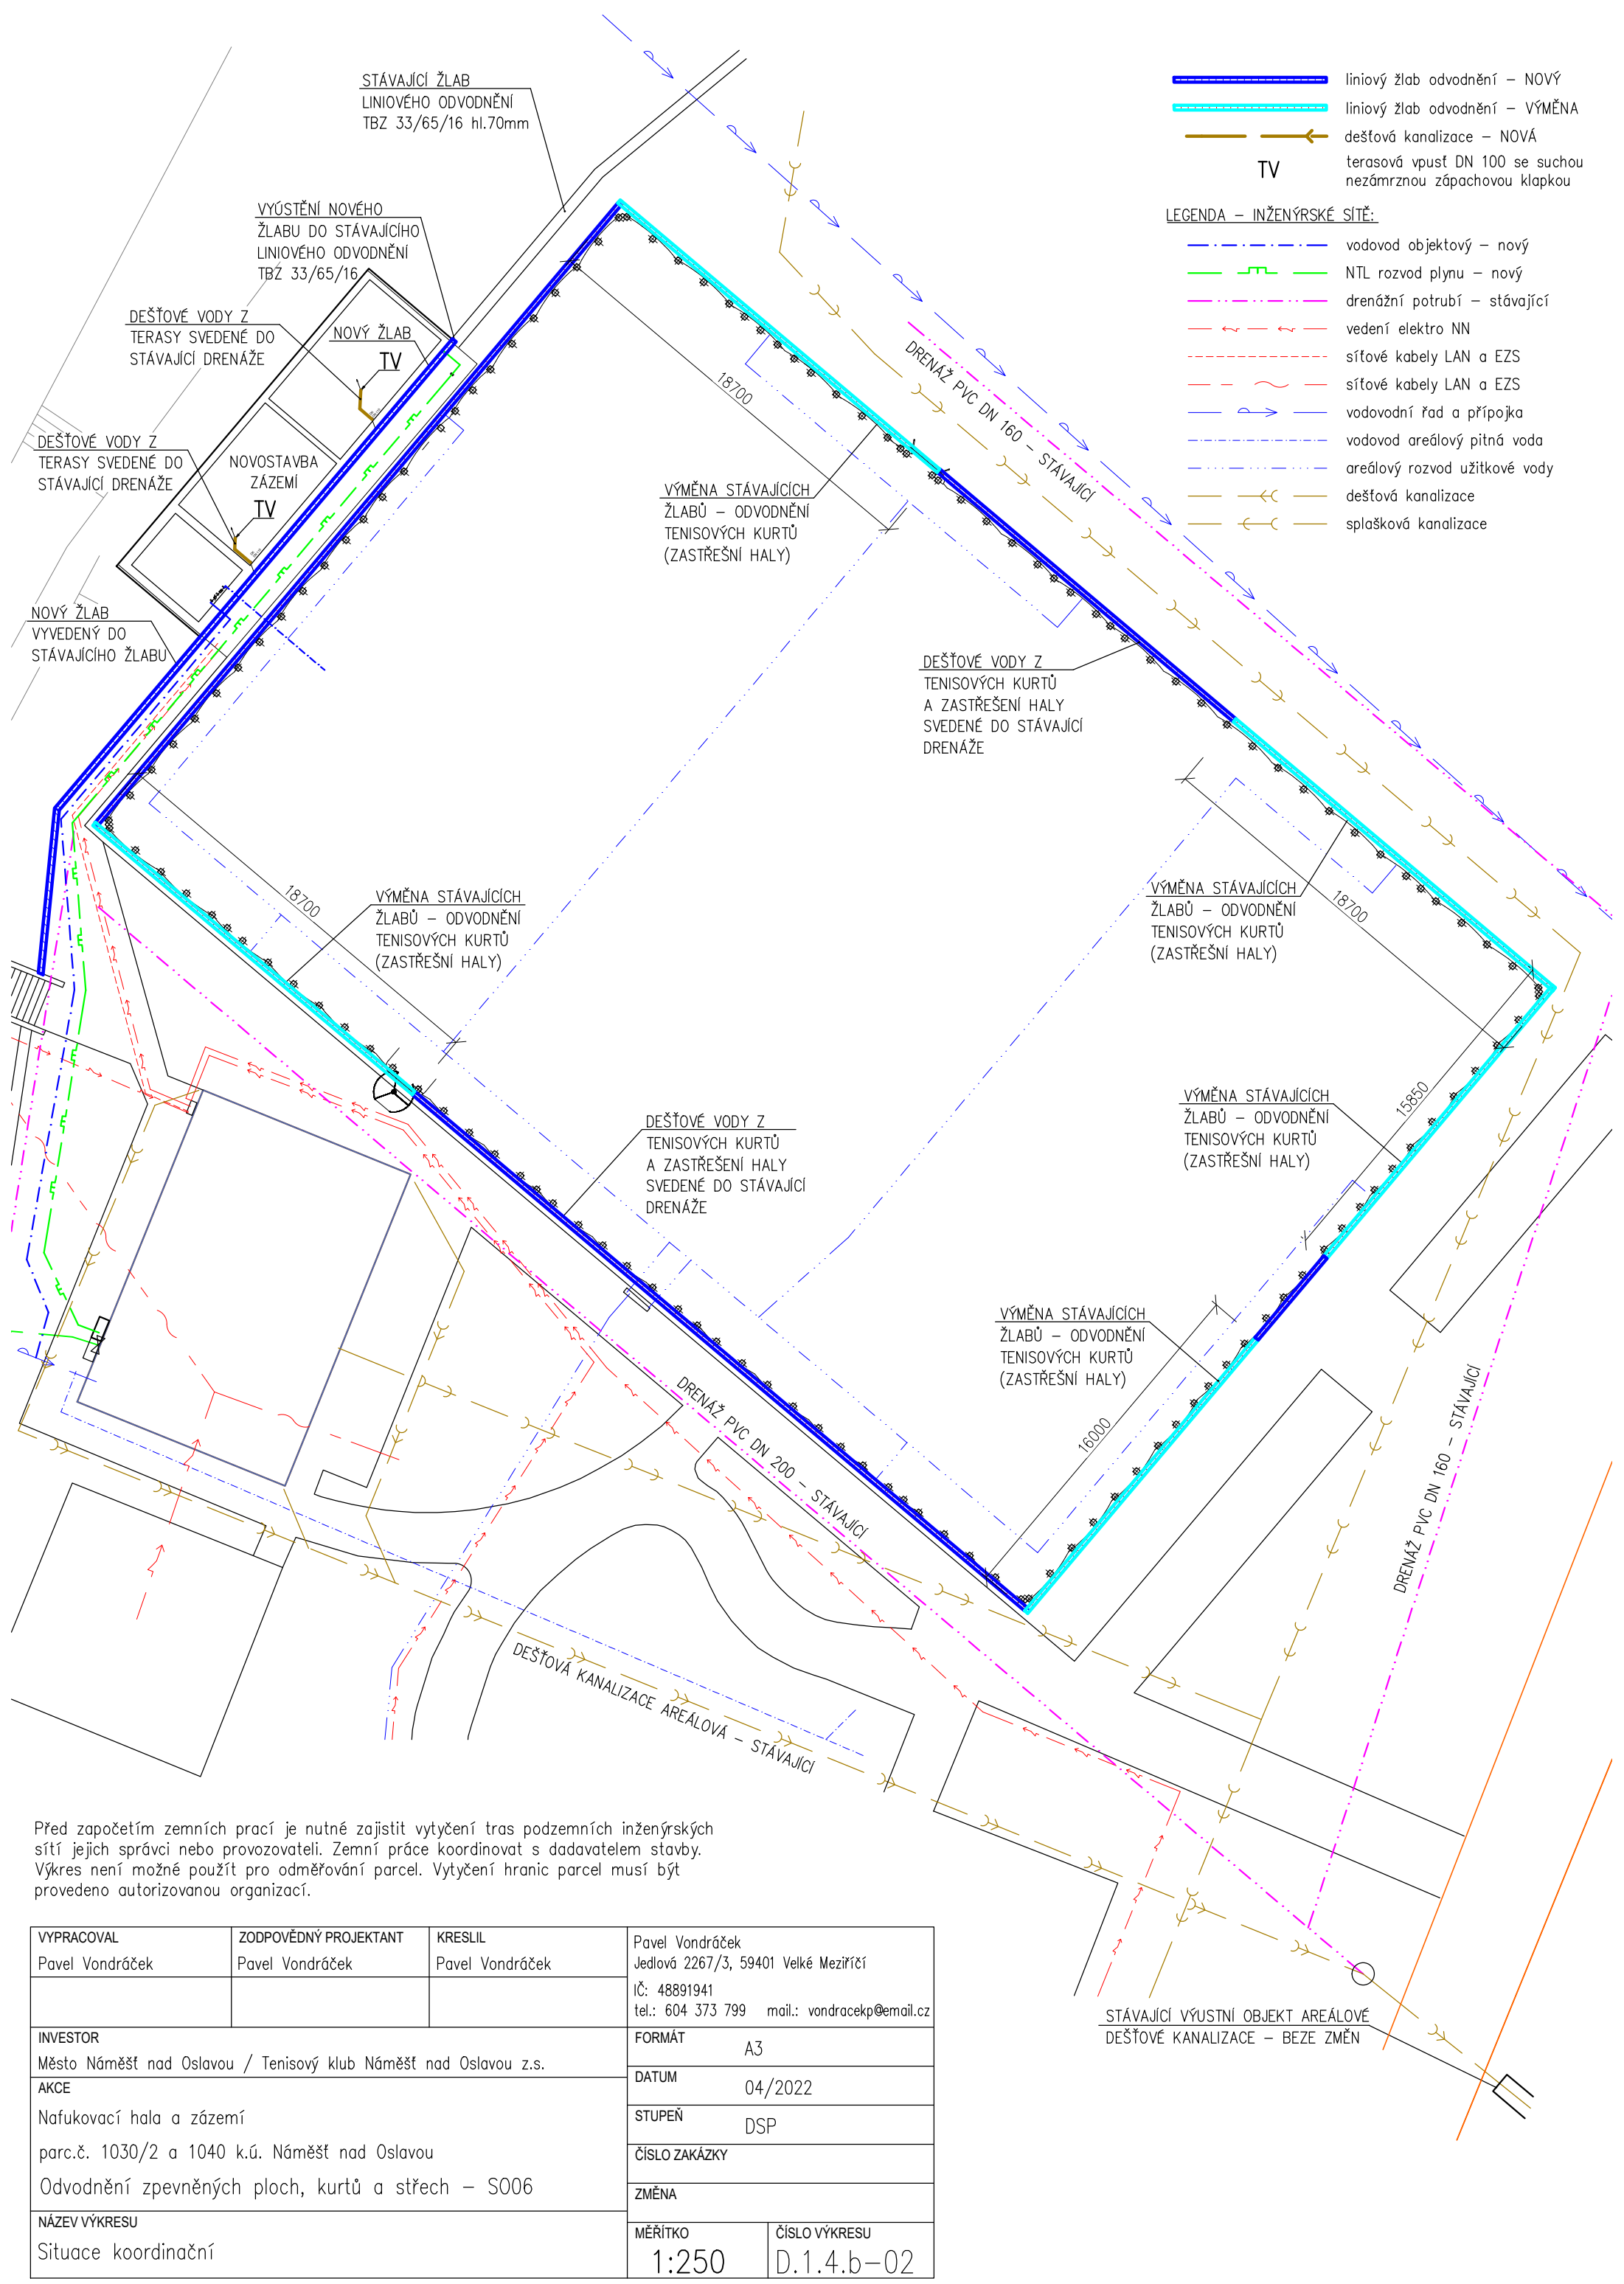 STÁVAJÍCÍ ŽLAB
LINIOVÉHO ODVODNĚNÍ
TBZ 33/65/16 hl.70mm
VYÚSTĚNÍ NOVÉHO
ŽLABU DO STÁVAJÍCÍHO
LINIOVÉHO ODVODNĚNÍ
TBZ 33/65/16
DEŠŤOVÉ VODY Z
TERASY SVEDENÉ DO
STÁVAJÍCÍ DRENÁŽE
NOVÝ ŽLAB
TV
DEŠŤOVÉ VODY Z
TERASY SVEDENÉ DO
STÁVAJÍCÍ DRENÁŽE
NOVOSTAVBA
ZÁZEMÍ
TV
NOVÝ ŽLAB
VYVEDENÝ DO
STÁVAJÍCÍHO ŽLABU
liniový žlab odvodnění – NOVÝ
liniový žlab odvodnění – VÝMĚNA
dešťová kanalizace – NOVÁ
TV
terasová vpusť DN 100 se suchou
nezámrznou zápachovou klapkou
LEGENDA – INŽENÝRSKÉ SÍTĚ:
vodovod objektový – nový
NTL rozvod plynu – nový
drenážní potrubí – stávající
vedení elektro NN
síťové kabely LAN a EZS
síťové kabely LAN a EZS
vodovodní řad a přípojka
vodovod areálový pitná voda
areálový rozvod užitkové vody
dešťová kanalizace
splašková kanalizace
18700
DRENÁŽ PVC DN 160 – STÁVAJÍCÍ
VÝMĚNA STÁVAJÍCÍCH
ŽLABŮ – ODVODNĚNÍ
TENISOVÝCH KURTŮ
(ZASTŘEŠNÍ HALY)
DEŠŤOVÉ VODY Z
TENISOVÝCH KURTŮ
A ZASTŘEŠENÍ HALY
SVEDENÉ DO STÁVAJÍCÍ
DRENÁŽE
18700
VÝMĚNA STÁVAJÍCÍCH
ŽLABŮ – ODVODNĚNÍ
TENISOVÝCH KURTŮ
(ZASTŘEŠNÍ HALY)
VÝMĚNA STÁVAJÍCÍCH
ŽLABŮ – ODVODNĚNÍ
TENISOVÝCH KURTŮ
(ZASTŘEŠNÍ HALY)
18700
15850
VÝMĚNA STÁVAJÍCÍCH
ŽLABŮ – ODVODNĚNÍ
TENISOVÝCH KURTŮ
(ZASTŘEŠNÍ HALY)
DEŠŤOVÉ VODY Z
TENISOVÝCH KURTŮ
A ZASTŘEŠENÍ HALY
SVEDENÉ DO STÁVAJÍCÍ
DRENÁŽE
VÝMĚNA STÁVAJÍCÍCH
ŽLABŮ – ODVODNĚNÍ
TENISOVÝCH KURTŮ
(ZASTŘEŠNÍ HALY)
16000
DRENÁŽ PVC DN 200 – STÁVAJÍCÍ
DRENÁŽ PVC DN 160 – STÁVAJÍCÍ
DEŠŤOVÁ KANALIZACE AREÁLOVÁ – STÁVAJÍCÍ
STÁVAJÍCÍ VÝUSTNÍ OBJEKT AREÁLOVÉ
DEŠŤOVÉ KANALIZACE – BEZE ZMĚN
Před započetím zemních prací je nutné zajistit vytyčení tras podzemních inženýrských
sítí jejich správci nebo provozovateli. Zemní práce koordinovat s dadavatelem stavby.
Výkres není možné použít pro odměřování parcel. Vytyčení hranic parcel musí být
provedeno autorizovanou organizací.
VYPRACOVAL
Pavel Vondráček
ZODPOVĚDNÝ PROJEKTANT
Pavel Vondráček
KRESLIL
Pavel Vondráček
Pavel Vondráček
Jedlová 2267/3, 59401 Velké Meziříčí
IČ: 48891941
tel.: 604 373 799 mail.: vondracekp@email.cz
INVESTOR
Město Náměšť nad Oslavou / Tenisový klub Náměšť nad Oslavou z.s.
AKCE
Nafukovací hala a zázemí
parc.č. 1030/2 a 1040 k.ú. Náměšť nad Oslavou
Odvodnění zpevněných ploch, kurtů a střech – SO06
NÁZEV VÝKRESU
Situace koordinační
FORMÁT
A3
DATUM
04/2022
STUPEŇ
DSP
ČÍSLO ZAKÁZKY
ZMĚNA
MĚŘÍTKO
1:250
ČÍSLO VÝKRESU
D.1.4.b–02